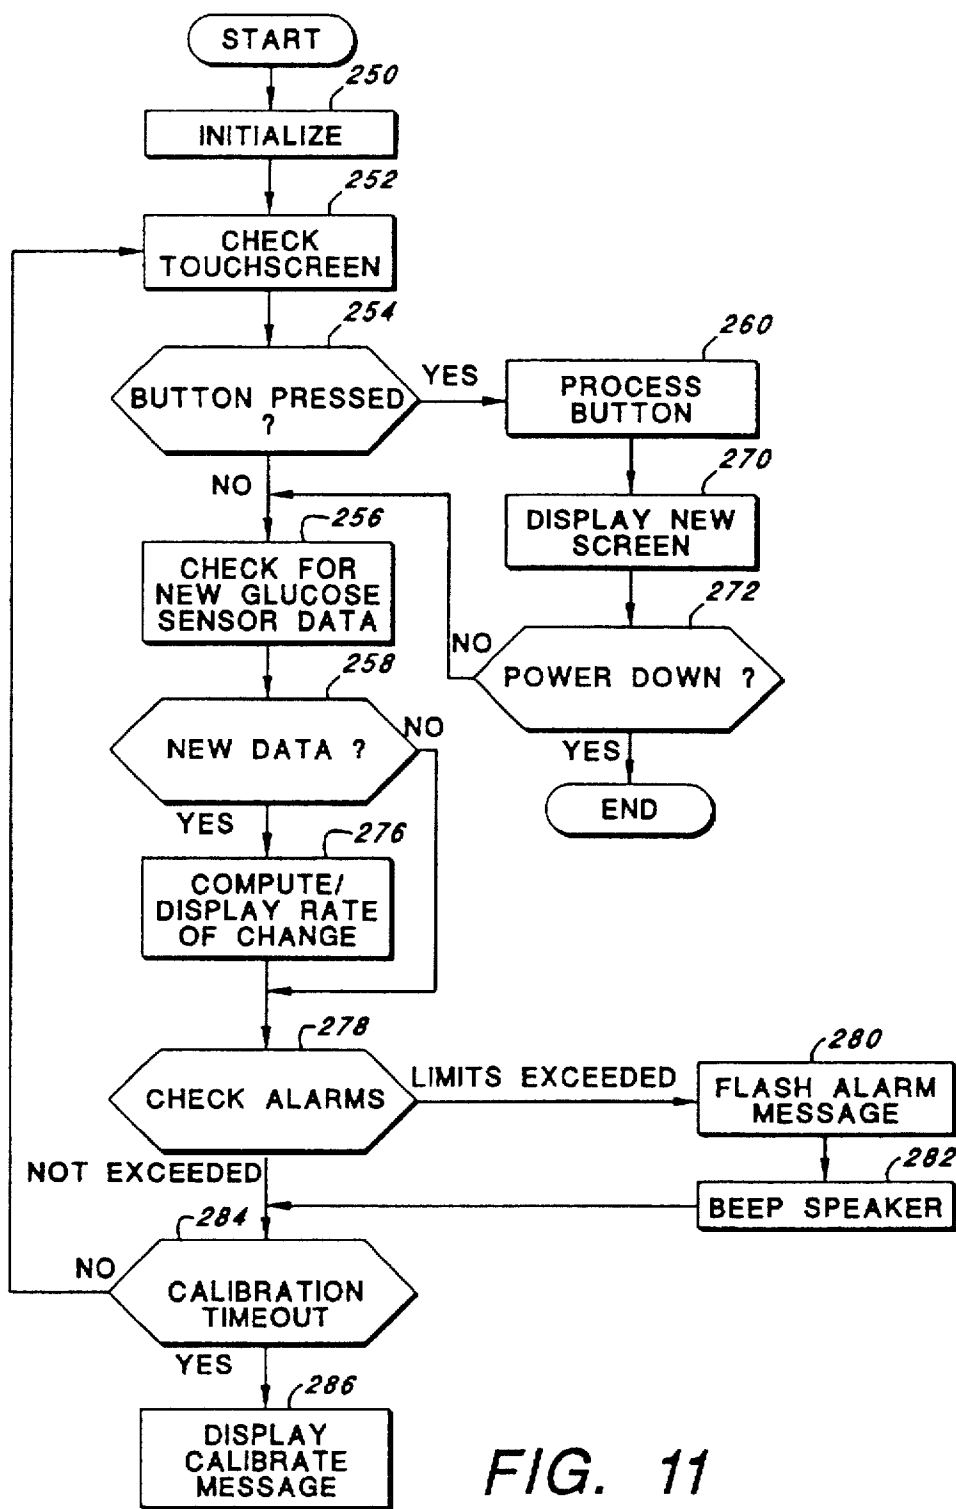 START
250
INITIALIZE
252
CHECK
TOUCHSCREEN
254
BUTTON PRESSED
?
YES
260
PROCESS
BUTTON
NO
270
DISPLAY NEW
SCREEN
256
CHECK FOR
NEW GLUCOSE
SENSOR DATA
272
POWER DOWN ?
NO
YES
END
258
NEW DATA ?
NO
YES
276
COMPUTE/
DISPLAY RATE
OF CHANGE
278
CHECK ALARMS
LIMITS EXCEEDED
280
FLASH ALARM
MESSAGE
282
BEEP SPEAKER
NOT EXCEEDED
284
CALIBRATION
TIMEOUT
NO
YES
286
DISPLAY
CALIBRATE
MESSAGE
FIG. 11